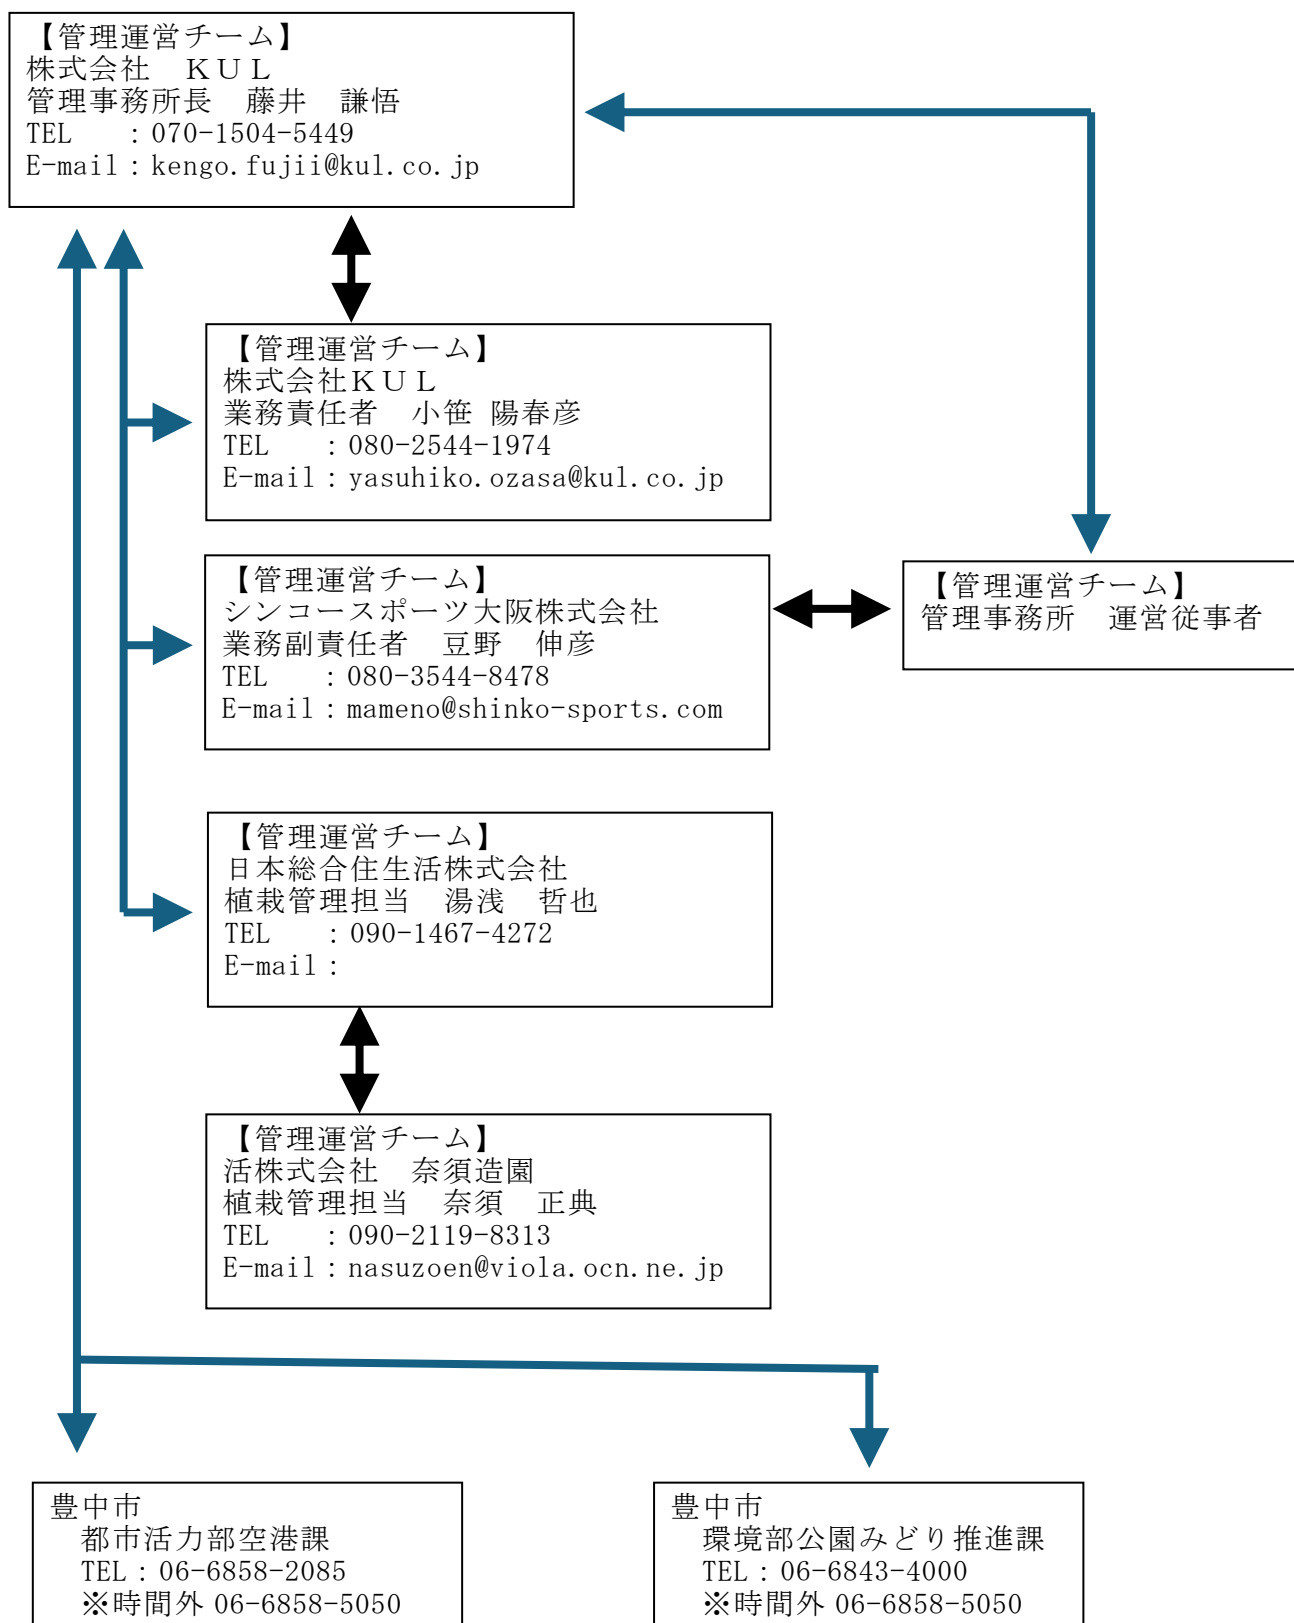 【管理運営チーム】
株式会社　ＫＵＬ
管理事務所長　藤井　謙悟
TEL　　：070-1504-5449
E-mail：kengo.fujii@kul.co.jp
【管理運営チーム】
株式会社ＫＵＬ
業務責任者　小笹 陽春彦
TEL　　：080-2544-1974
E-mail：yasuhiko.ozasa@kul.co.jp
【管理運営チーム】
シンコースポーツ大阪株式会社
業務副責任者　豆野　伸彦
TEL　　：080-3544-8478
E-mail：mameno@shinko-sports.com
【管理運営チーム】
管理事務所　運営従事者
【管理運営チーム】
日本総合住生活株式会社
植栽管理担当　湯浅　哲也
TEL　　：090-1467-4272
E-mail：
【管理運営チーム】
活株式会社　奈須造園
植栽管理担当　奈須　正典
TEL　　：090-2119-8313
E-mail：nasuzoen@viola.ocn.ne.jp
豊中市
都市活力部空港課
TEL：06-6858-2085
※時間外 06-6858-5050
豊中市
環境部公園みどり推進課
TEL：06-6843-4000
※時間外 06-6858-5050